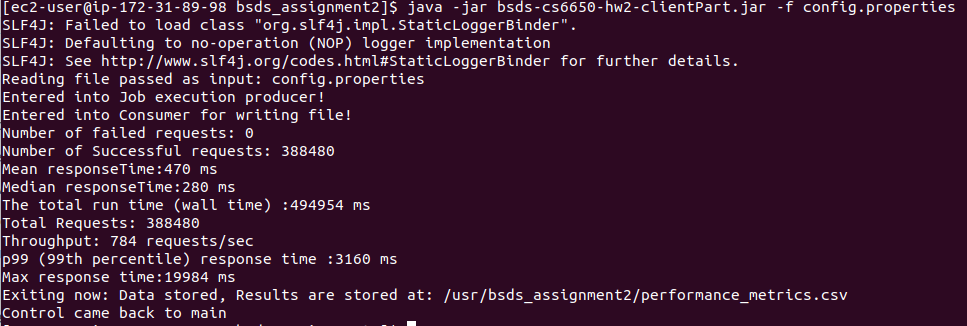 [ec2-user@ip-172-31-89-98 bsds_assignment2]$ java -jar bsds-cs6650-hw2-clientPart.jar -f config.properties
SLF4J: Failed to load class "org.slf4j.impl.StaticLoggerBinder".
SLF4J: Defaulting to no-operation (NOP) logger implementation
SLF4J: See http://www.slf4j.org/codes.html#StaticLoggerBinder for further details.
Reading file passed as input: config.properties
Entered into Job execution producer!
Entered into Consumer for writing file!
Number of failed requests: 0
Number of Successful requests: 388480
Mean responseTime:470 ms
Median responseTime:280 ms
The total run time (wall time) :494954 ms
Total Requests: 388480
Throughput: 784 requests/sec
p99 (99th percentile) response time :3160 ms
Max response time:19984 ms
Exiting now: Data stored, Results are stored at: /usr/bsds_assignment2/performance_metrics.csv
Control came back to main